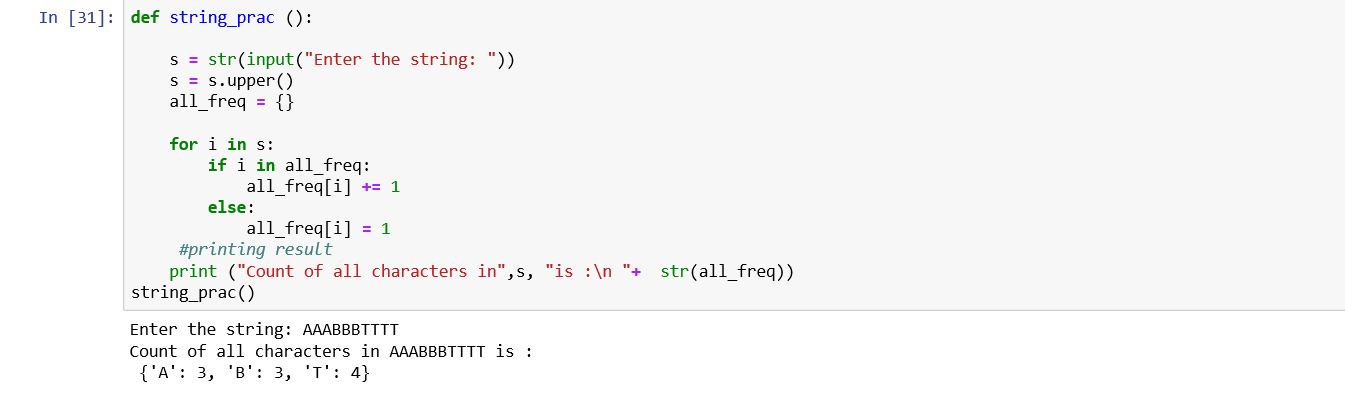 In [31]: def string_prac ():
s = str(input("Enter the string: "))
s = s.upper()
all_freq = {}
for i in s:
if i in all_freq:
all_freq[i] += 1
else:
all_freq[i] = 1
#printing result
print ("Count of all characters in",s, "is :\n "+  str(all_freq))
string_prac()
Enter the string: AAABBBTTTT
Count of all characters in AAABBBTTTT is :
{'A': 3, 'B': 3, 'T': 4}